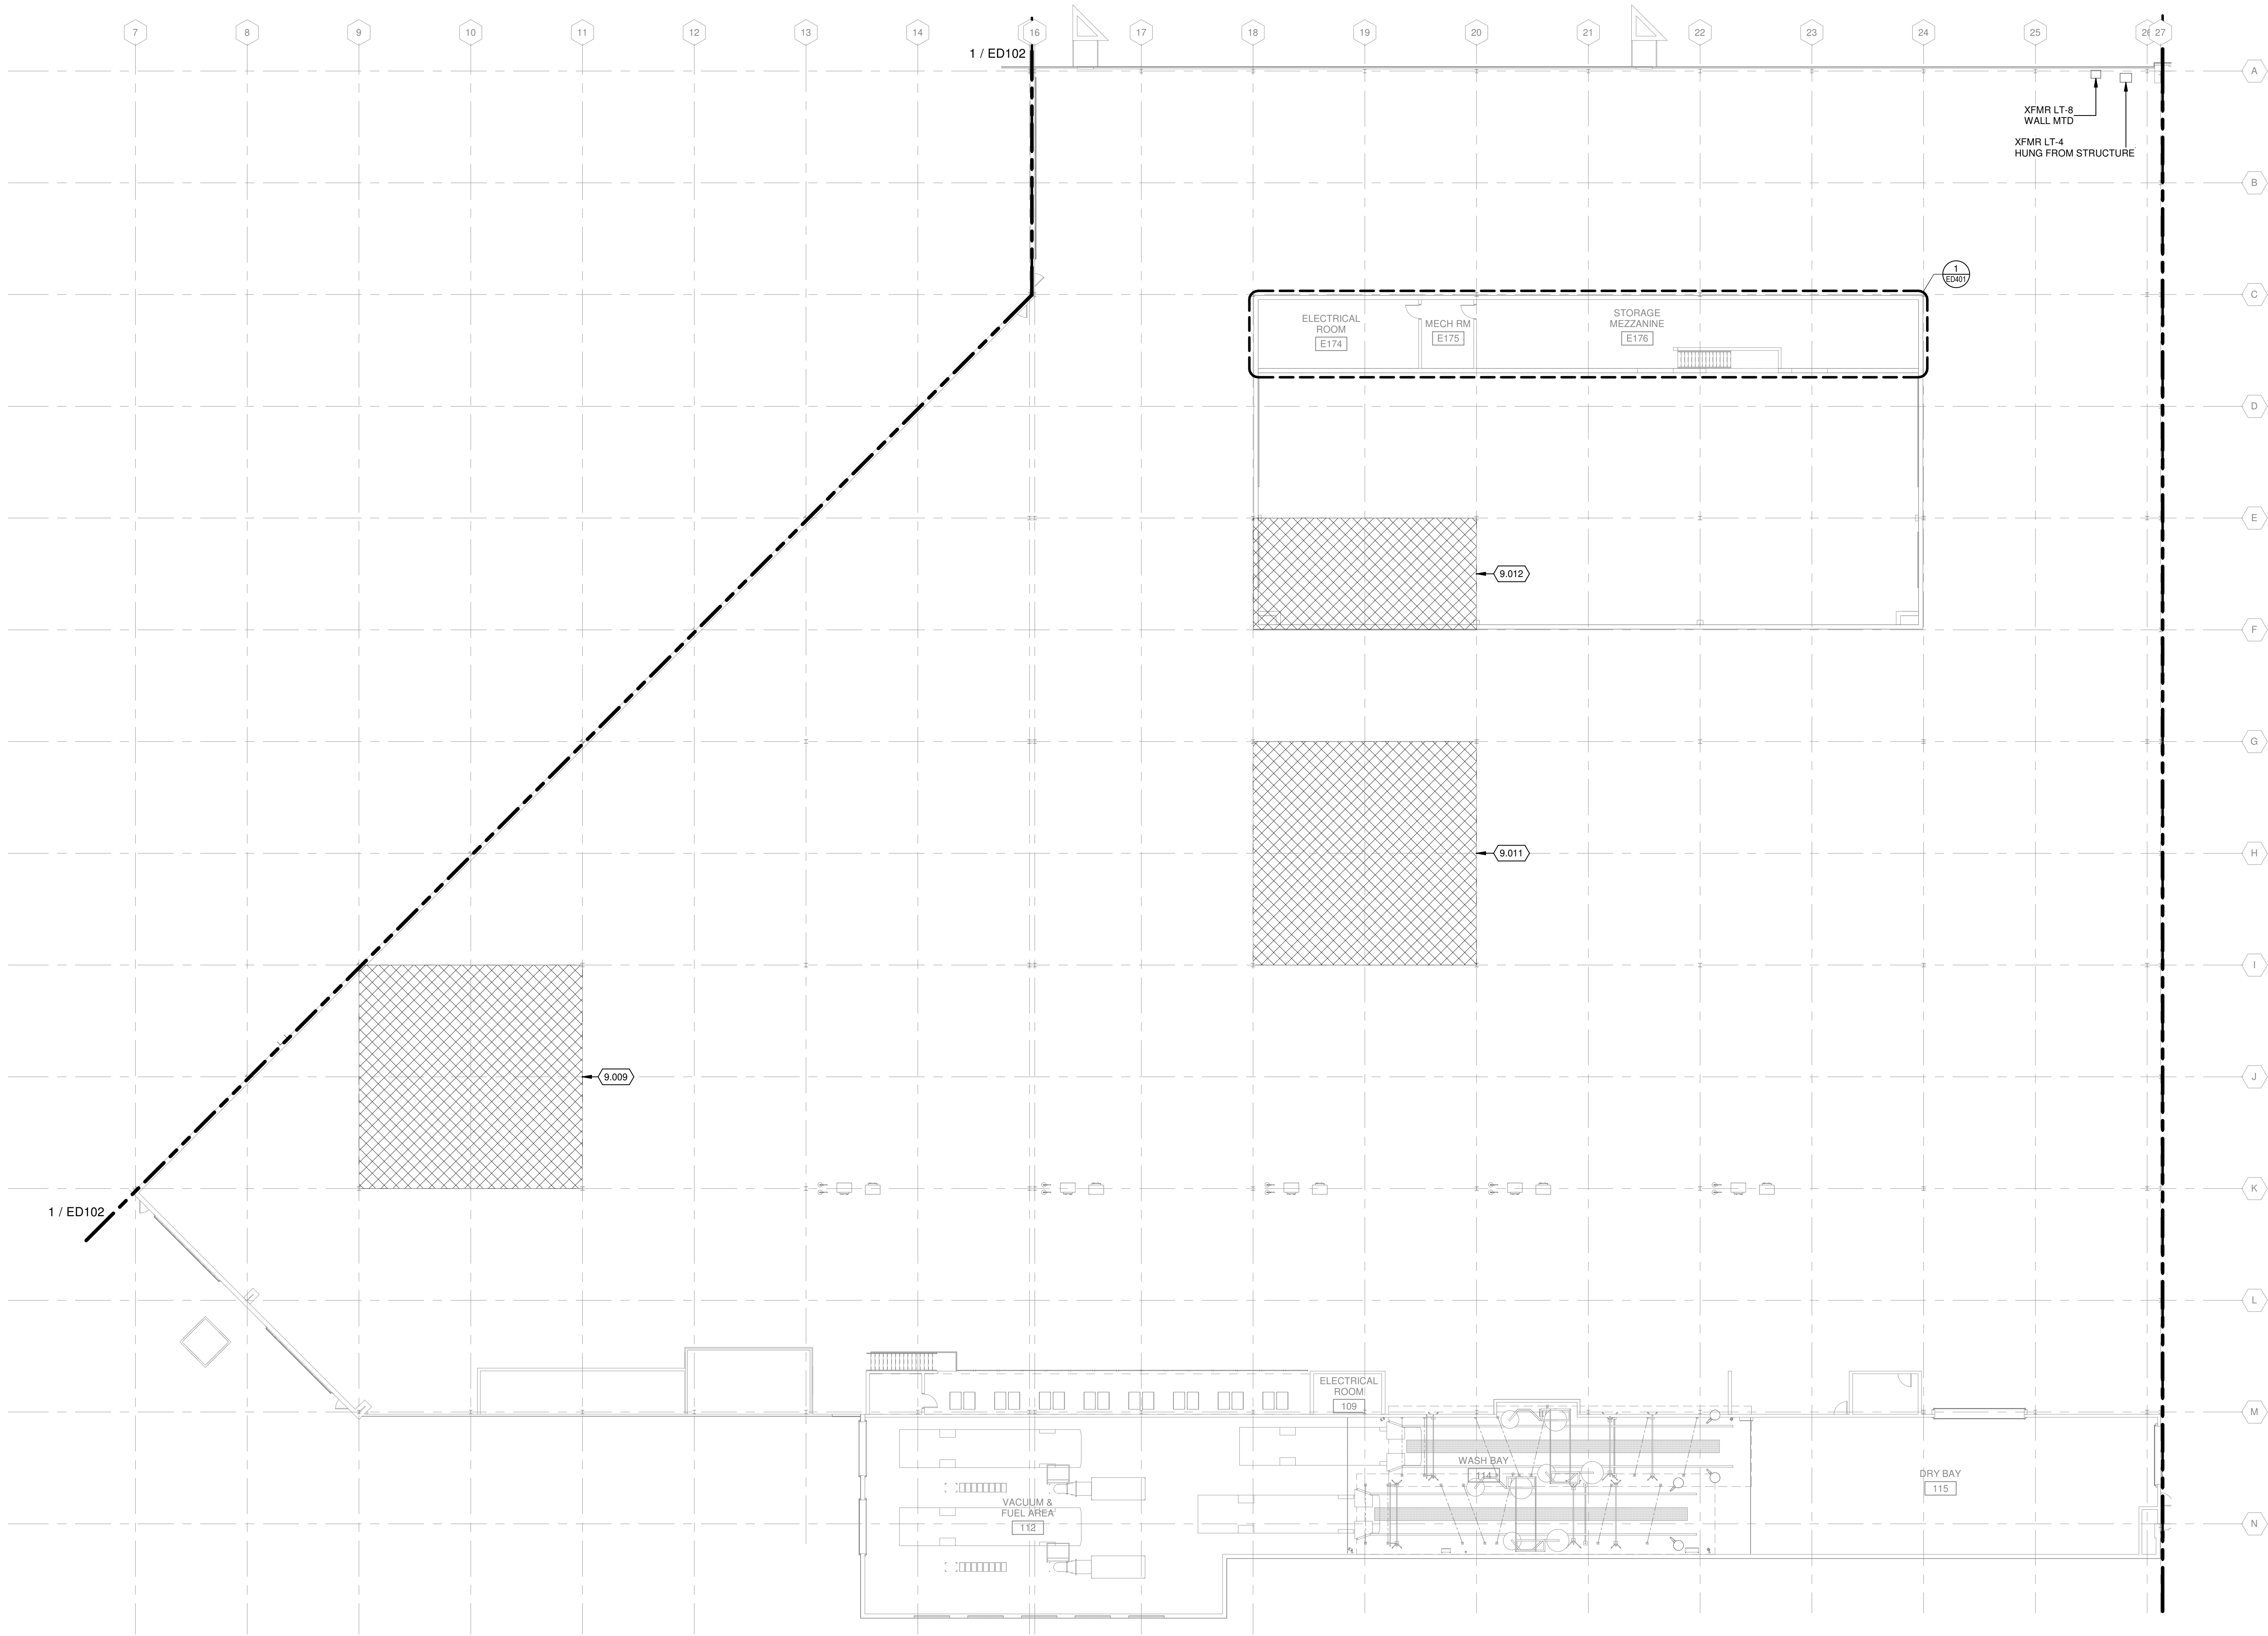 7
8
9
10
11
12
13
14
16
17
18
19
20
21
22
23
24
25
26
27
1 / ED102
A
XFMR LT-8
WALL MTD
XFMR LT-4
HUNG FROM STRUCTURE
B
1
ED401
C
ELECTRICAL
ROOM
E174
MECH RM
E175
STORAGE
MEZZANINE
E176
D
E
9.012
F
G
9.011
H
I
9.009
J
K
1 / ED102
L
ELECTRICAL
ROOM
109
M
WASH BAY
114
DRY BAY
115
VACUUM &
FUEL AREA
112
N